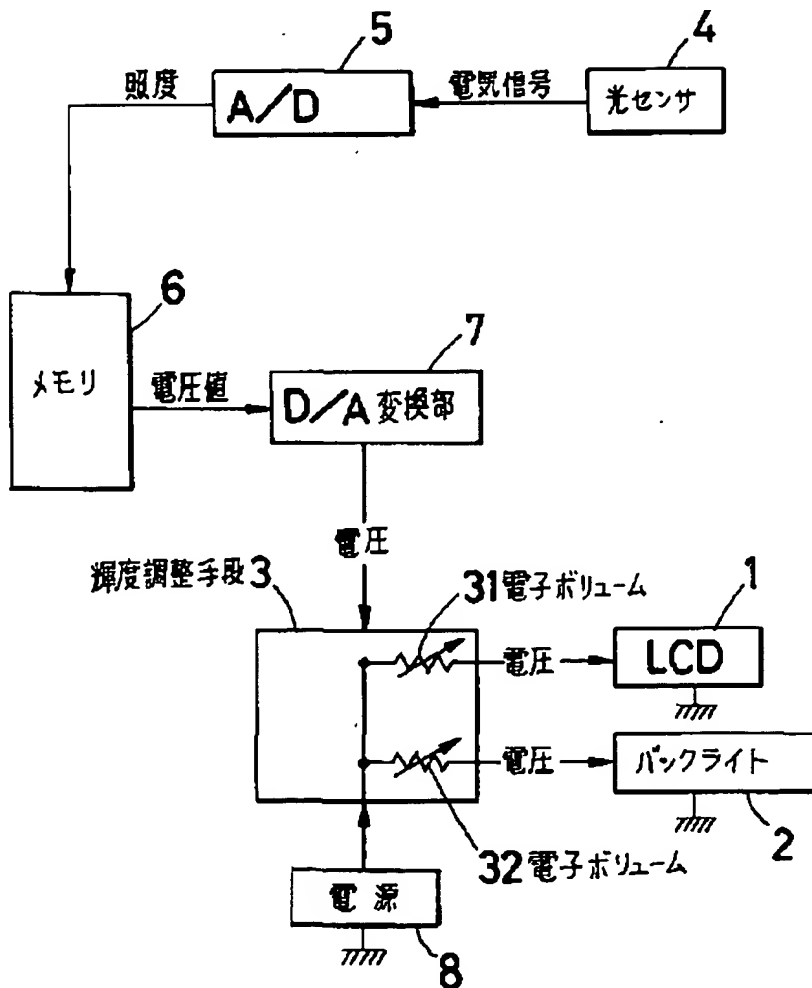 5
4
照度
A/D
電気信号
光センサ
6
メモリ
電圧値
7
D/A変換部
電圧
輝度調整手段3
31電子ボリューム
1
電圧
LCD
電圧
バックライト
2
32電子ボリューム
電源
8